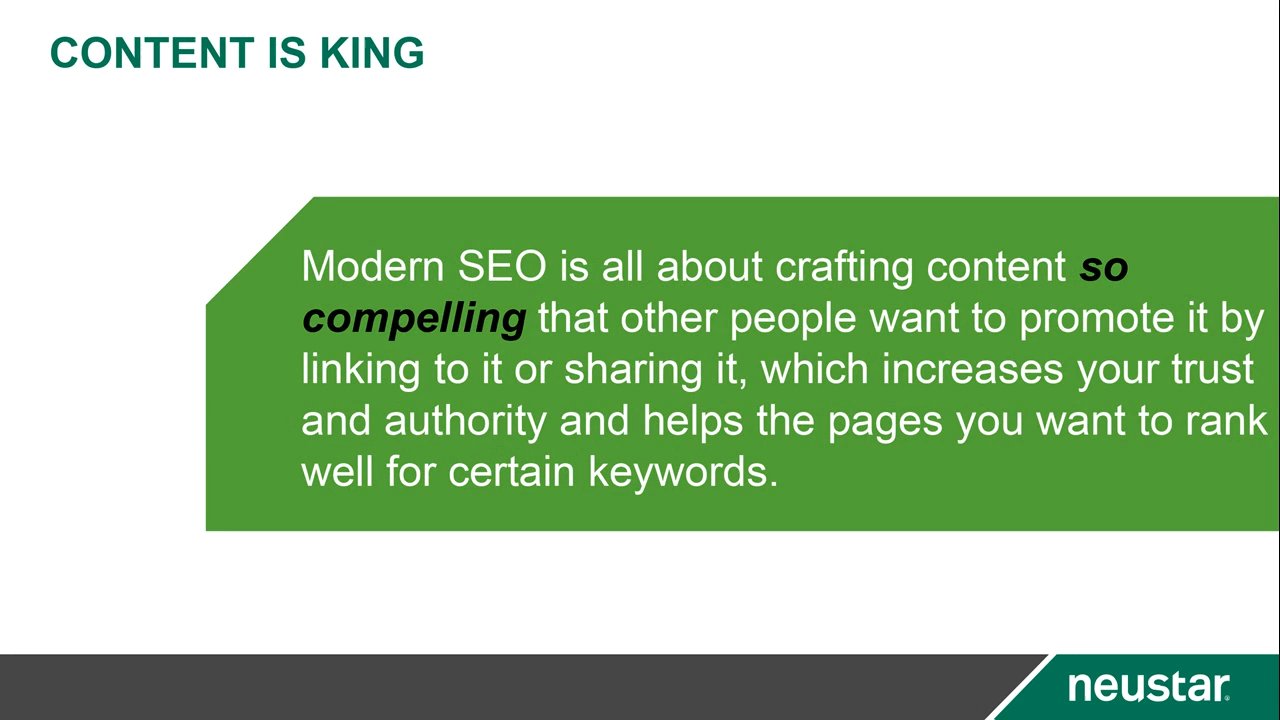 CONTENT IS KING
Modern SEO is all about crafting content so
compelling that other people want to promote it by
linking to it or sharing it, which increases your trust
and authority and helps the pages you want to rank
well for certain keywords.
neustar®